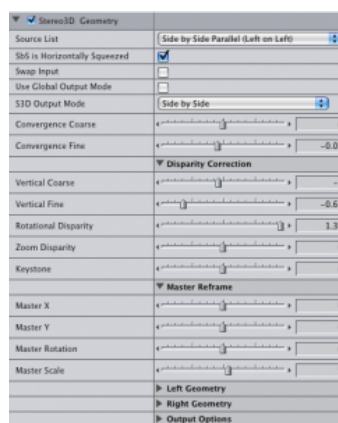 Stereo3D Geometry
Source List Side by Side Parallel (Left on Left)
SbS is Horizontally Squeezed
Swap Input
Use Global Output Mode
S3D Output Mode Side by Side
Convergence Coarse
Convergence Fine -0.0
Disparity Correction
Vertical Coarse -
Vertical Fine -0.6
Rotational Disparity 1.3
Zoom Disparity
Keystone
Master Reframe
Master X
Master Y
Master Rotation
Master Scale
Left Geometry
Right Geometry
Output Options